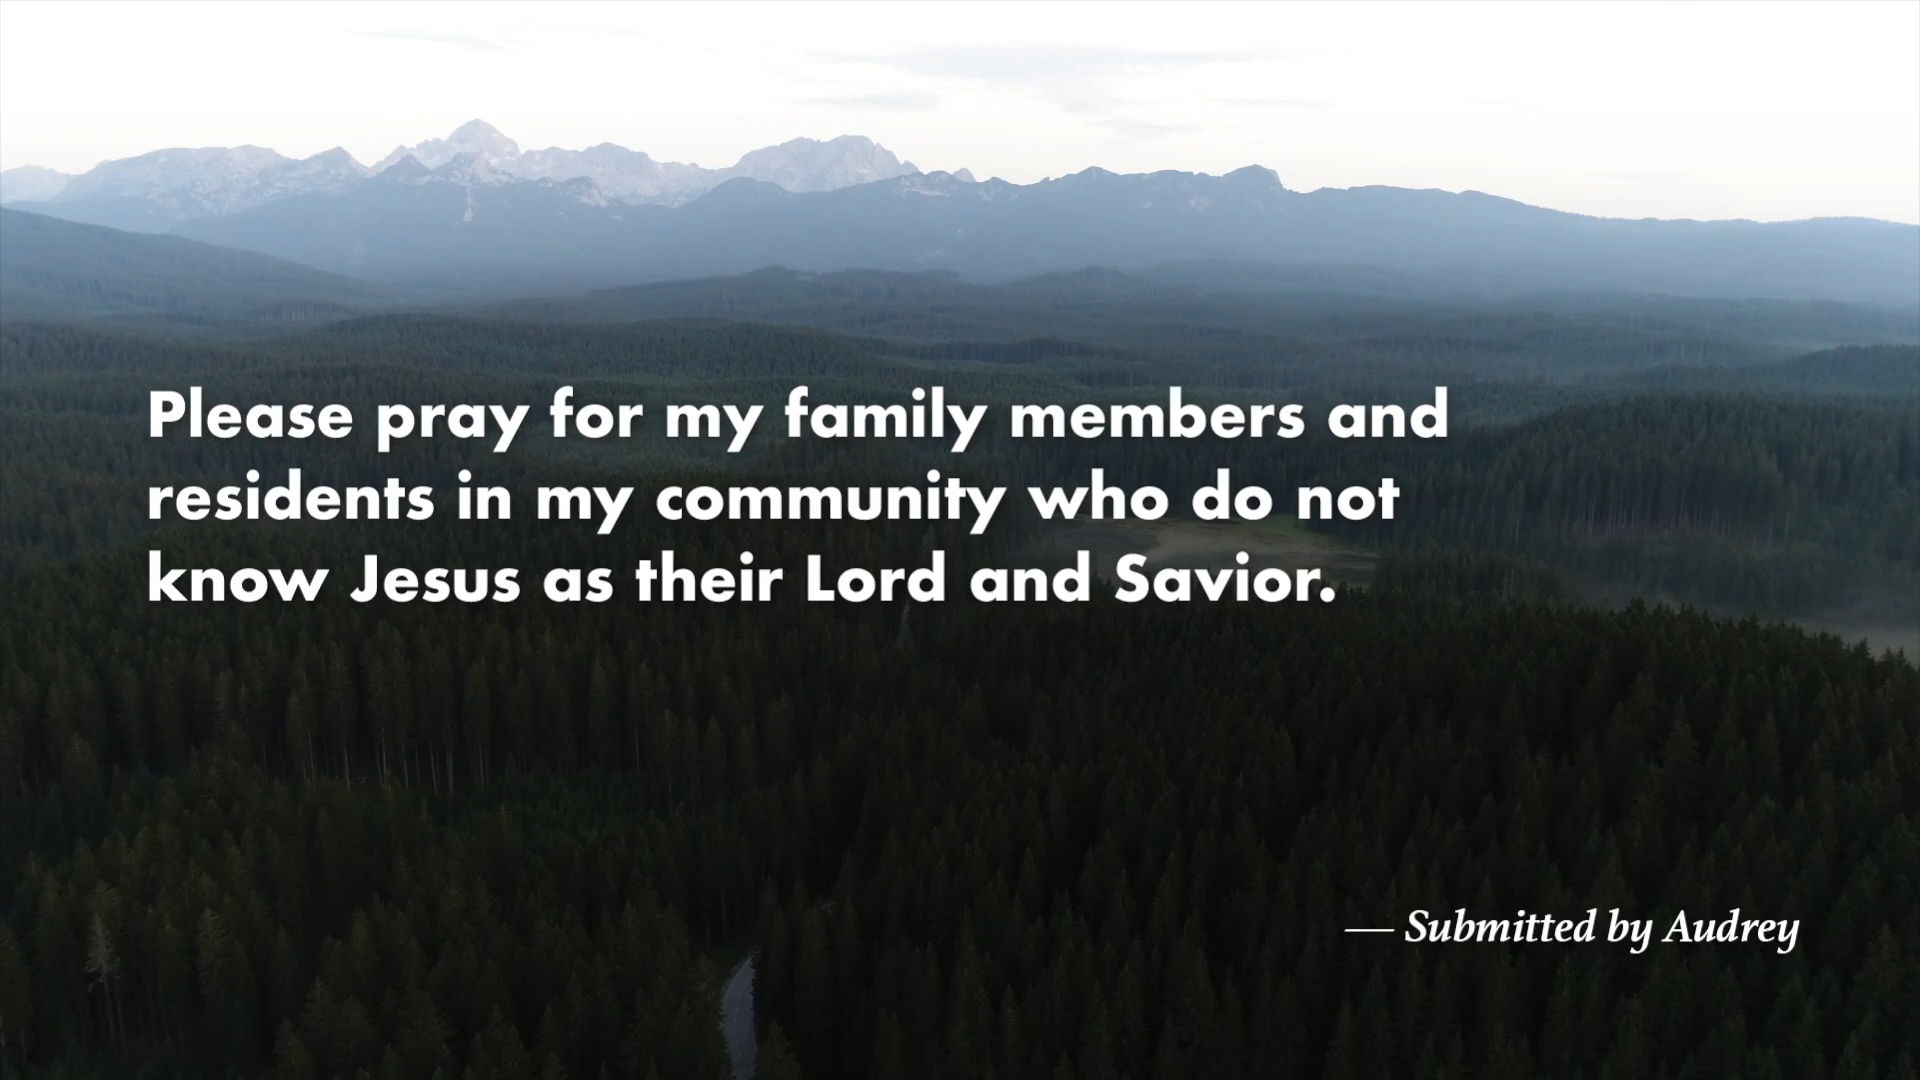 Please pray for my family members and
residents in my community who do not
know Jesus as their Lord and Savior.
— Submitted by Audrey